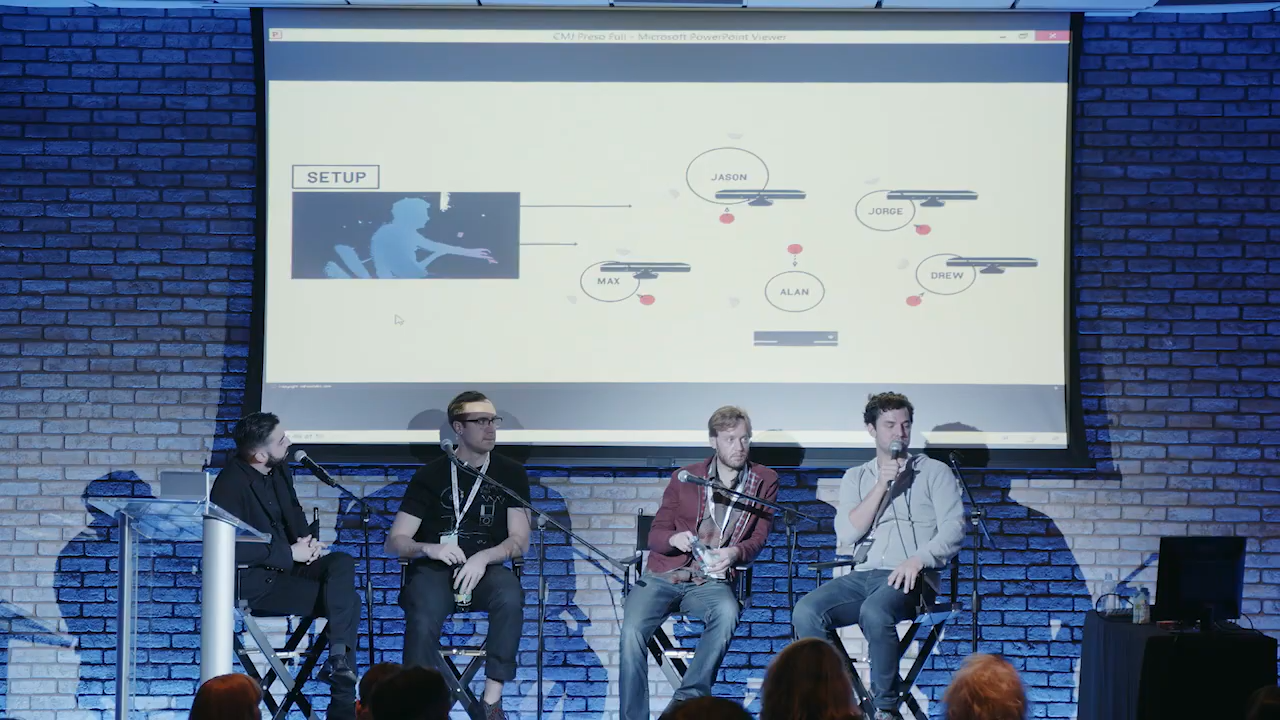 CMJ Preso Full - Microsoft PowerPoint Viewer
SETUP
JASON
JORGE
MAX
ALAN
DREW